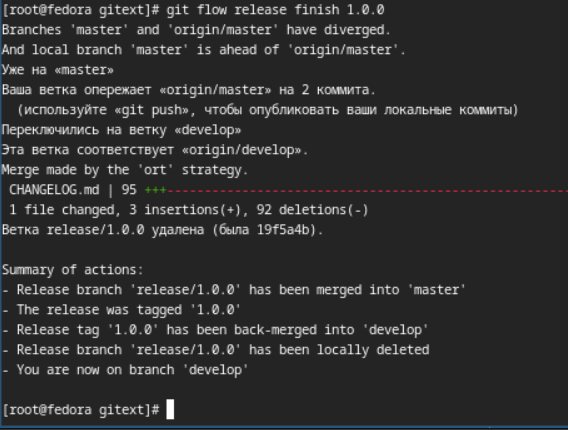 [root@fedora gitext]# git flow release finish 1.0.0
Branches 'master' and 'origin/master' have diverged.
And local branch 'master' is ahead of 'origin/master'.
Уже на «master»
Ваша ветка опережает «origin/master» на 2 коммита.
  (используйте «git push», чтобы опубликовать ваши локальные коммиты)
Переключились на ветку «develop»
Эта ветка соответствует «origin/develop».
Merge made by the 'ort' strategy.
 CHANGELOG.md | 95 +++-----------------------------------------------------
 1 file changed, 3 insertions(+), 92 deletions(-)
Ветка release/1.0.0 удалена (была 19f5a4b).

Summary of actions:
- Release branch 'release/1.0.0' has been merged into 'master'
- The release was tagged '1.0.0'
- Release tag '1.0.0' has been back-merged into 'develop'
- Release branch 'release/1.0.0' has been locally deleted
- You are now on branch 'develop'

[root@fedora gitext]#